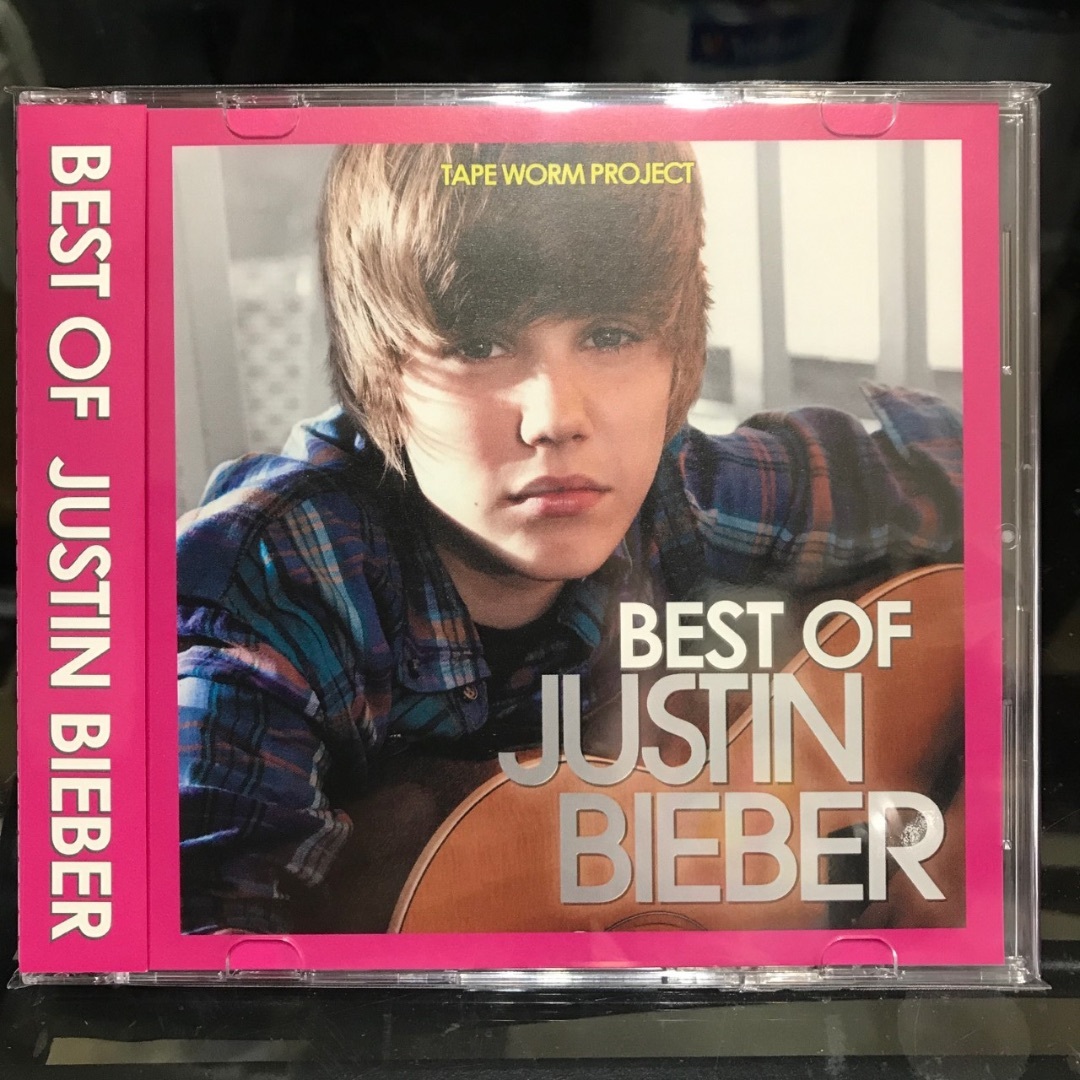 BEST OF JUSTIN BIEBER
TAPE WORM PROJECT
BEST OF
JUSTIN
BIEBER